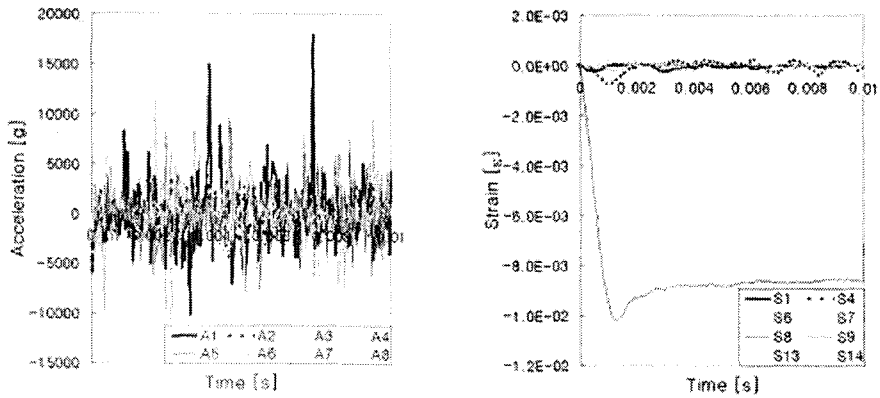 20000
15000
10000
5000
0
-5000
-10000
-15000
Acceleration [g]
A1 A2 A3 A4
A5 A6 A7 A8
Time [s]
2.0E-03
0.0E+00
-2.0E-03
-4.0E-03
-6.0E-03
-8.0E-03
-1.0E-02
-1.2E-02
0 0.002 0.004 0.006 0.008 0.01
Strain [ε]
S1 S4
S6 S7
S8 S9
S13 S14
Time [s]